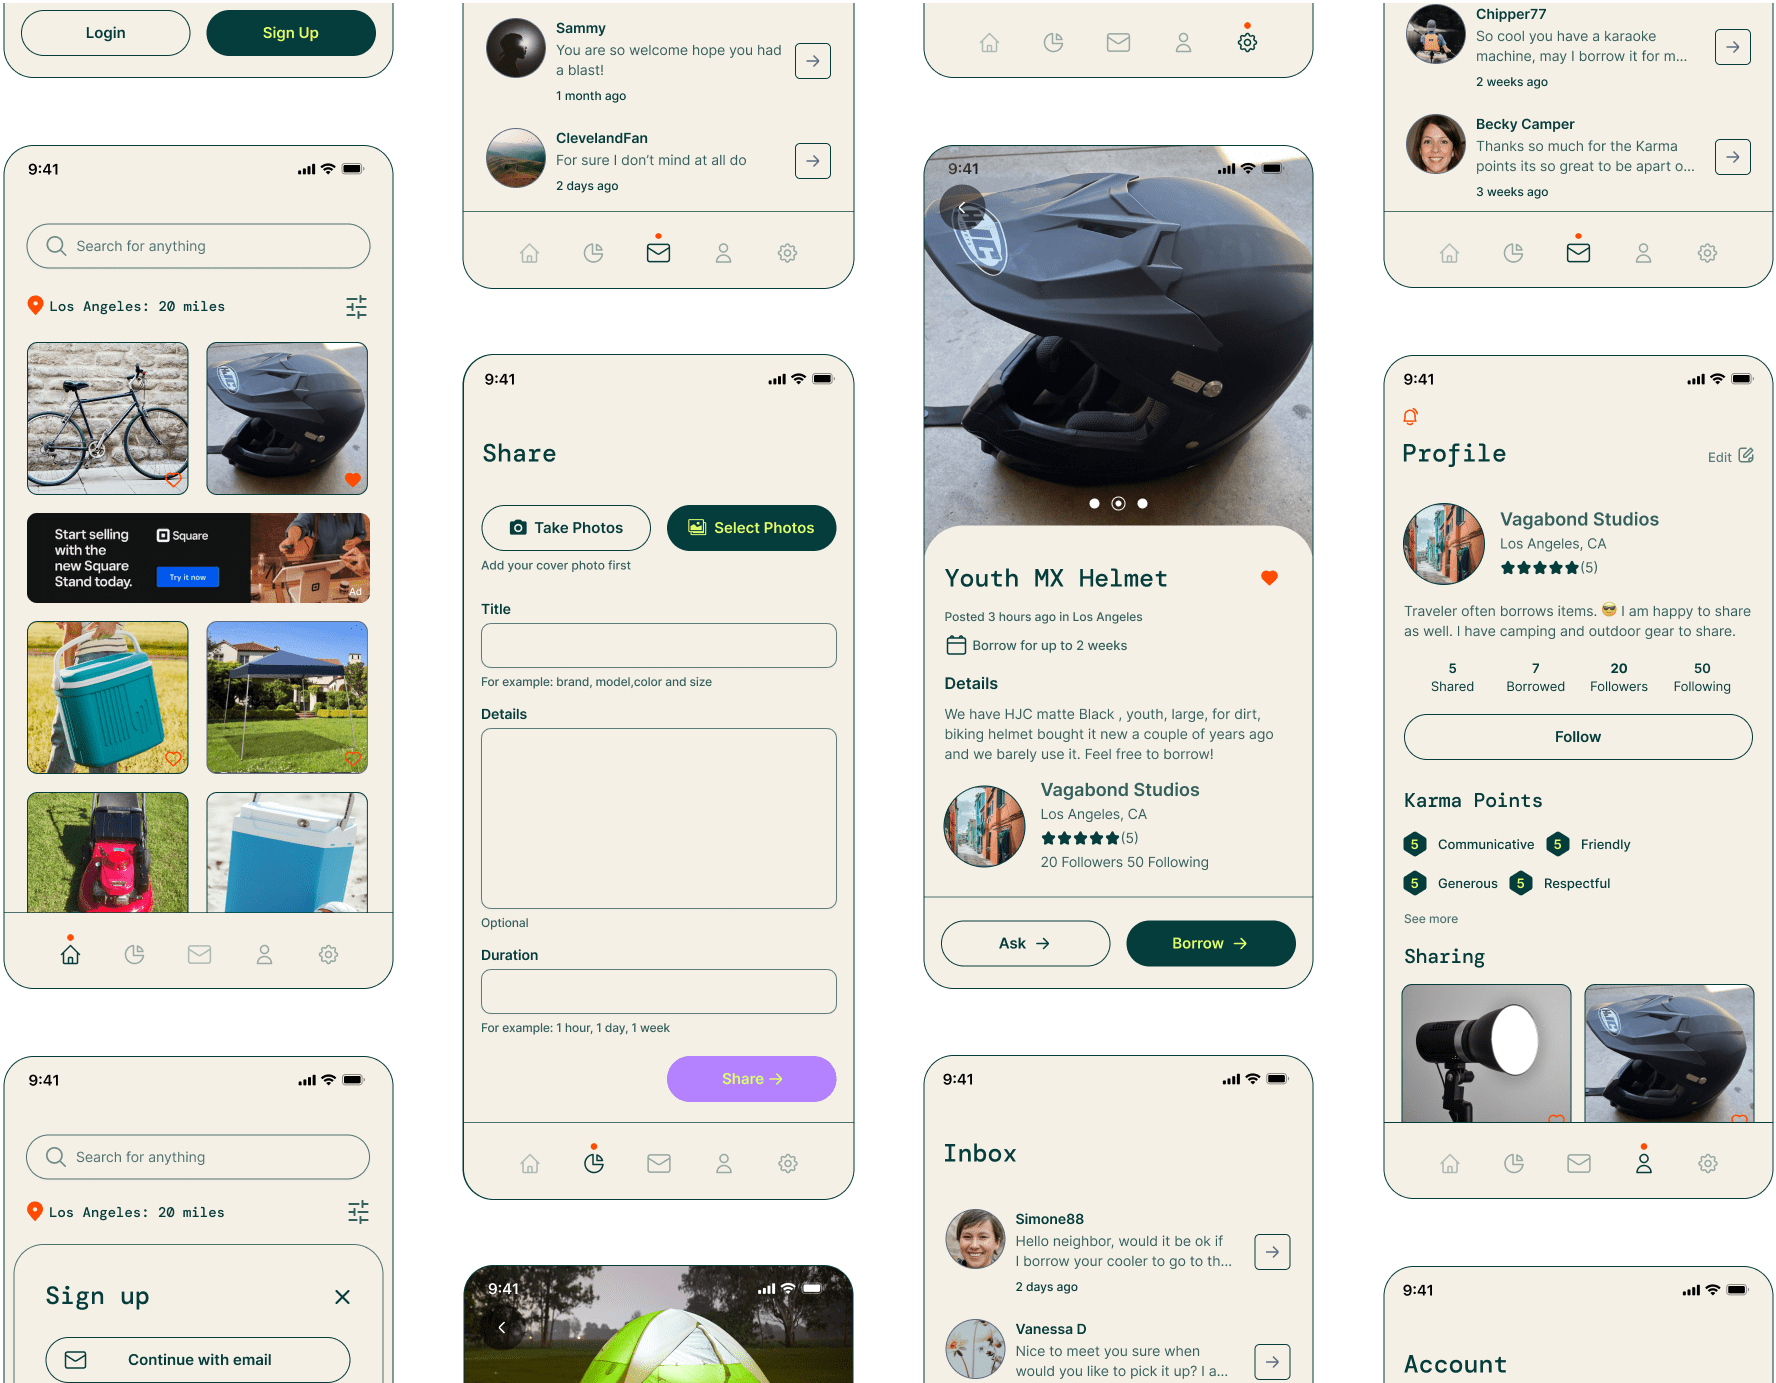 Login
Sign Up
9:41
Search for anything
Los Angeles: 20 miles
Start selling
with the
new Square
Stand today.
Square
Try it now
Ad
9:41
Search for anything
Los Angeles: 20 miles
Sign up
Continue with email
Sammy
You are so welcome hope you had
a blast!
1 month ago
ClevelandFan
For sure I don't mind at all do
2 days ago
9:41
Share
Take Photos
Select Photos
Add your cover photo first
Title
For example: brand, model,color and size
Details
Optional
Duration
For example: 1 hour, 1 day, 1 week
Share
9:41
9:41
Youth MX Helmet
Posted 3 hours ago in Los Angeles
Borrow for up to 2 weeks
Details
We have HJC matte Black , youth, large, for dirt,
biking helmet bought it new a couple of years ago
and we barely use it. Feel free to borrow!
Vagabond Studios
Los Angeles, CA
(5)
20 Followers 50 Following
Ask
Borrow
9:41
Inbox
Simone88
Hello neighbor, would it be ok if
I borrow your cooler to go to th...
2 days ago
Vanessa D
Nice to meet you sure when
would you like to pick it up? I a...
Chipper77
So cool you have a karaoke
machine, may I borrow it for m...
2 weeks ago
Becky Camper
Thanks so much for the Karma
points its so great to be apart o...
3 weeks ago
9:41
Profile
Edit
Vagabond Studios
Los Angeles, CA
(5)
Traveler often borrows items. 😎 I am happy to share
as well. I have camping and outdoor gear to share.
5 7 20 50
Shared Borrowed Followers Following
Follow
Karma Points
5 Communicative 5 Friendly
5 Generous 5 Respectful
See more
Sharing
9:41
Account